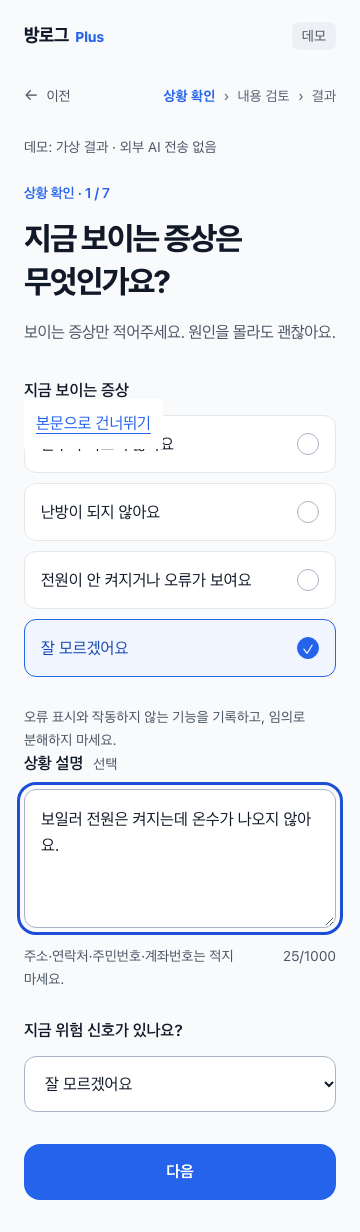 방로그 Plus
데모
← 이전
상황 확인 › 내용 검토 › 결과
데모: 가상 결과 · 외부 AI 전송 없음
상황 확인 · 1 / 7
지금 보이는 증상은
무엇인가요?
보이는 증상만 적어주세요. 원인을 몰라도 괜찮아요.
지금 보이는 증상
본문으로 건너뛰기
난방이 되지 않아요
전원이 안 켜지거나 오류가 보여요
잘 모르겠어요
오류 표시와 작동하지 않는 기능을 기록하고, 임의로
분해하지 마세요.
상황 설명 선택
보일러 전원은 켜지는데 온수가 나오지 않아
요.
주소·연락처·주민번호·계좌번호는 적지
마세요.
25/1000
지금 위험 신호가 있나요?
잘 모르겠어요
다음